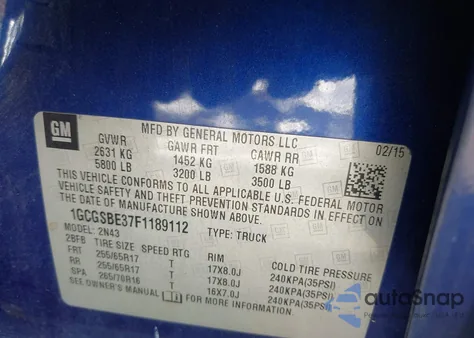 GM
MFD BY GENERAL MOTORS LLC
02/15
GVWR GAWR FRT GAWR RR
2631 KG 1452 KG 1588 KG
5800 LB 3200 LB 3500 LB
THIS VEHICLE CONFORMS TO ALL APPLICABLE U.S. FEDERAL MOTOR
VEHICLE SAFETY, BUMPER, AND THEFT PREVENTION STANDARDS IN EFFECT ON
THE DATE OF MANUFACTURE SHOWN ABOVE.
1GCGSBE37F1189112 TYPE: TRUCK
MODEL: 2N43
2BFB TIRE SIZE SPEED RTG RIM COLD TIRE PRESSURE
FRT 255/65R17 T 17X8.0J 240KPA(35PSI)
RR 255/65R17 T 17X8.0J 240KPA(35PSI)
SPA 265/70R16 T 16X7.0J 240KPA(35PSI)
SEE OWNER'S MANUAL FOR MORE INFORMATION
autoSnap